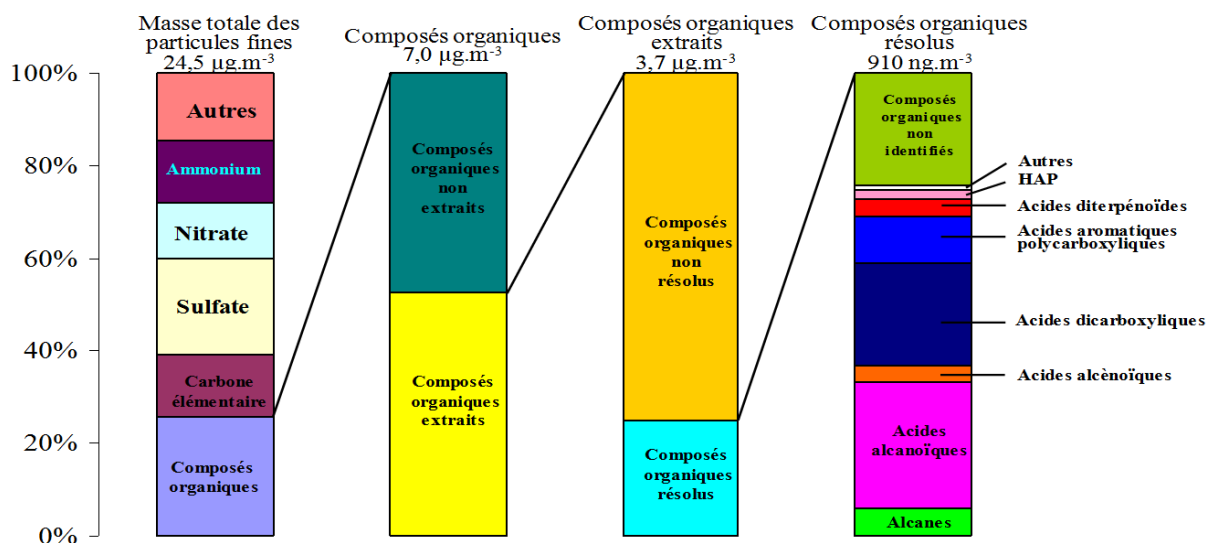 Masse totale des
particules fines
24,5 µg.m-3
Composés organiques
7,0 µg.m-3
Composés organiques
extraits
3,7 µg.m-3
Composés organiques
résolus
910 ng.m-3
100%
80%
60%
40%
20%
0%
Autres
Ammonium
Nitrate
Sulfate
Carbone
élémentaire
Composés
organiques
Composés
organiques
non
extraits
Composés
organiques
extraits
Composés
organiques
non
résolus
Composés
organiques
résolus
Composés
organiques
non
identifiés
Acides
alcanoïques
Alcanes
Autres
HAP
Acides diterpénoïdes
Acides aromatiques
polycarboxyliques
Acides dicarboxyliques
Acides alcènoïques